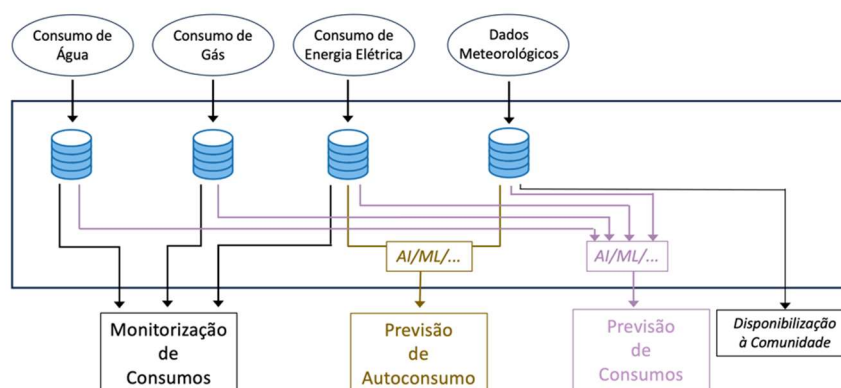 Consumo de
Água
Consumo de
Gás
Consumo de
Energia Elétrica
Dados
Meteorológicos
AI/ML/...
AI/ML/...
Monitorização
de
Consumos
Previsão
de
Autoconsumo
Previsão
de
Consumos
Disponibilização
à Comunidade